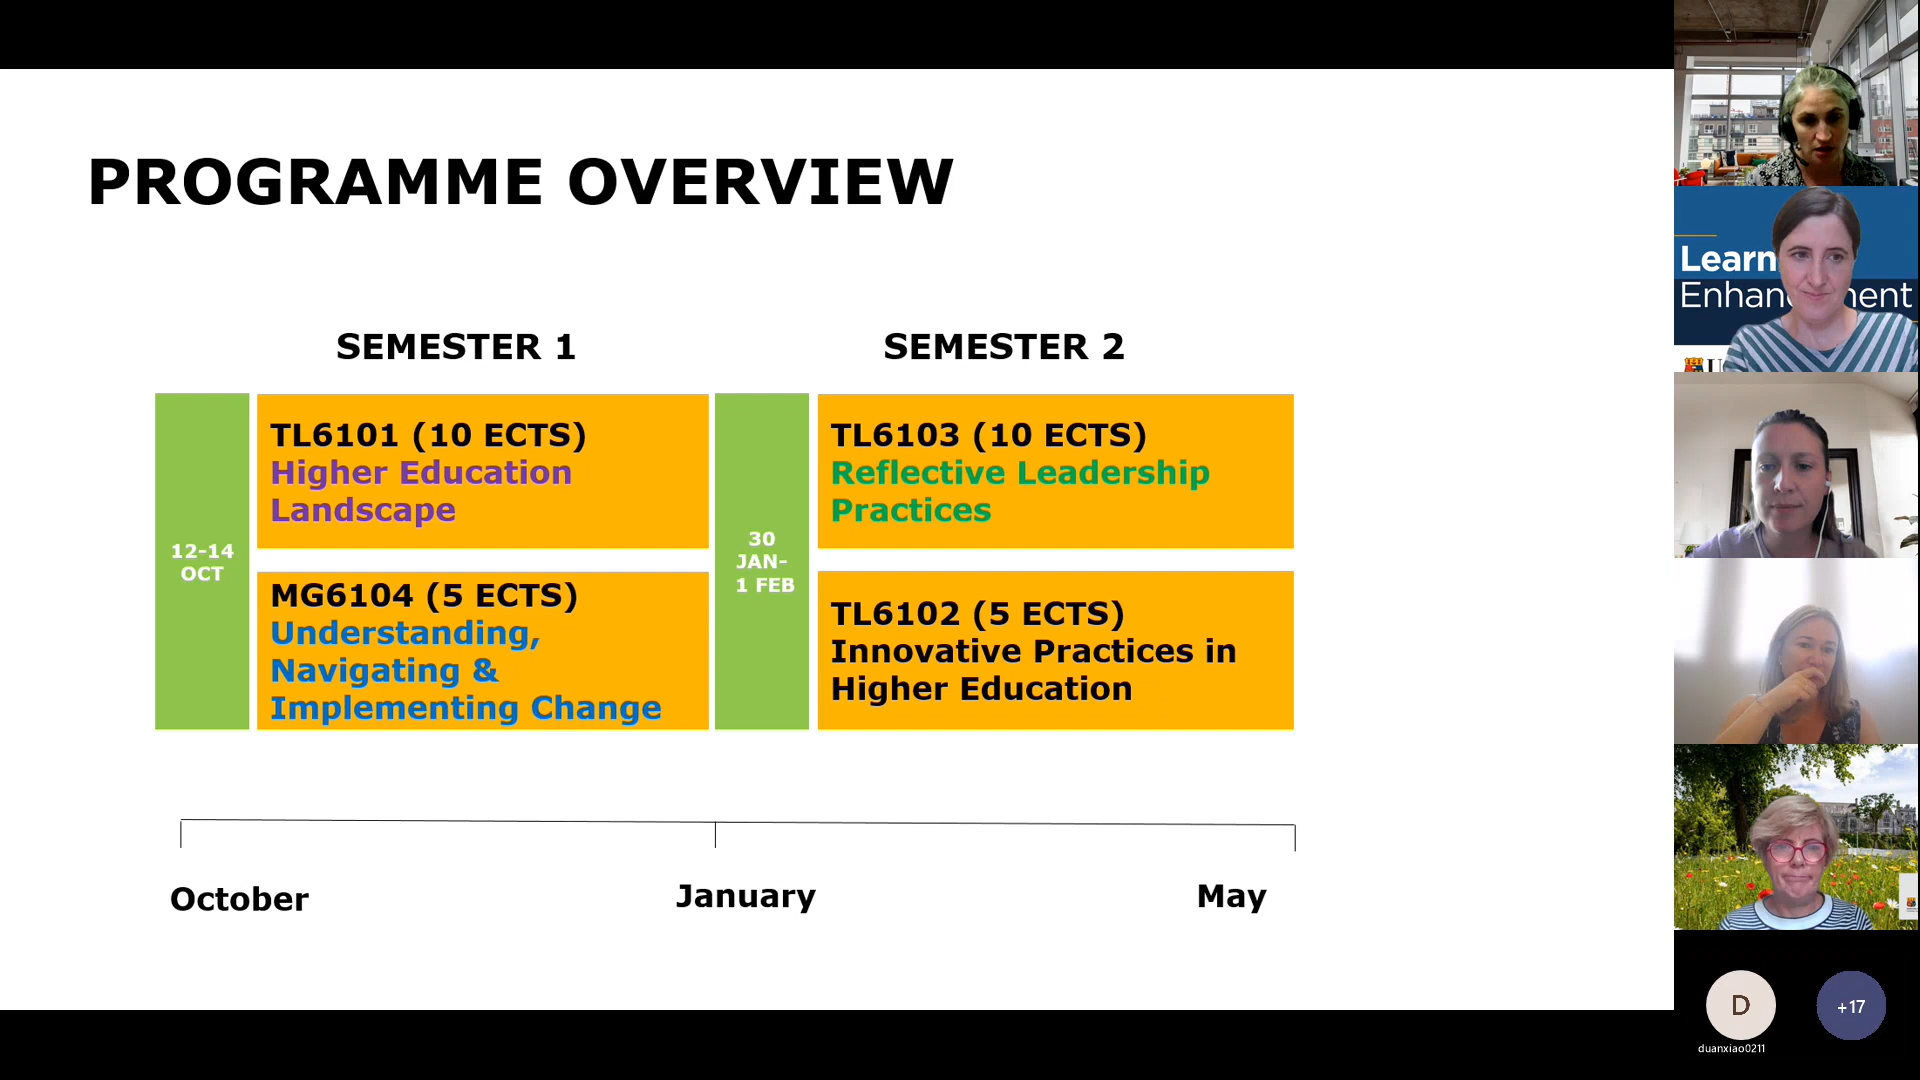 PROGRAMME OVERVIEW
SEMESTER 1
SEMESTER 2
12-14
OCT
TL6101 (10 ECTS)
Higher Education
Landscape
MG6104 (5 ECTS)
Understanding,
Navigating &
Implementing Change
30
JAN-
1 FEB
TL6103 (10 ECTS)
Reflective Leadership
Practices
TL6102 (5 ECTS)
Innovative Practices in
Higher Education
October
January
May
Learn
Enhan ent
D
+17
duanxiao0211